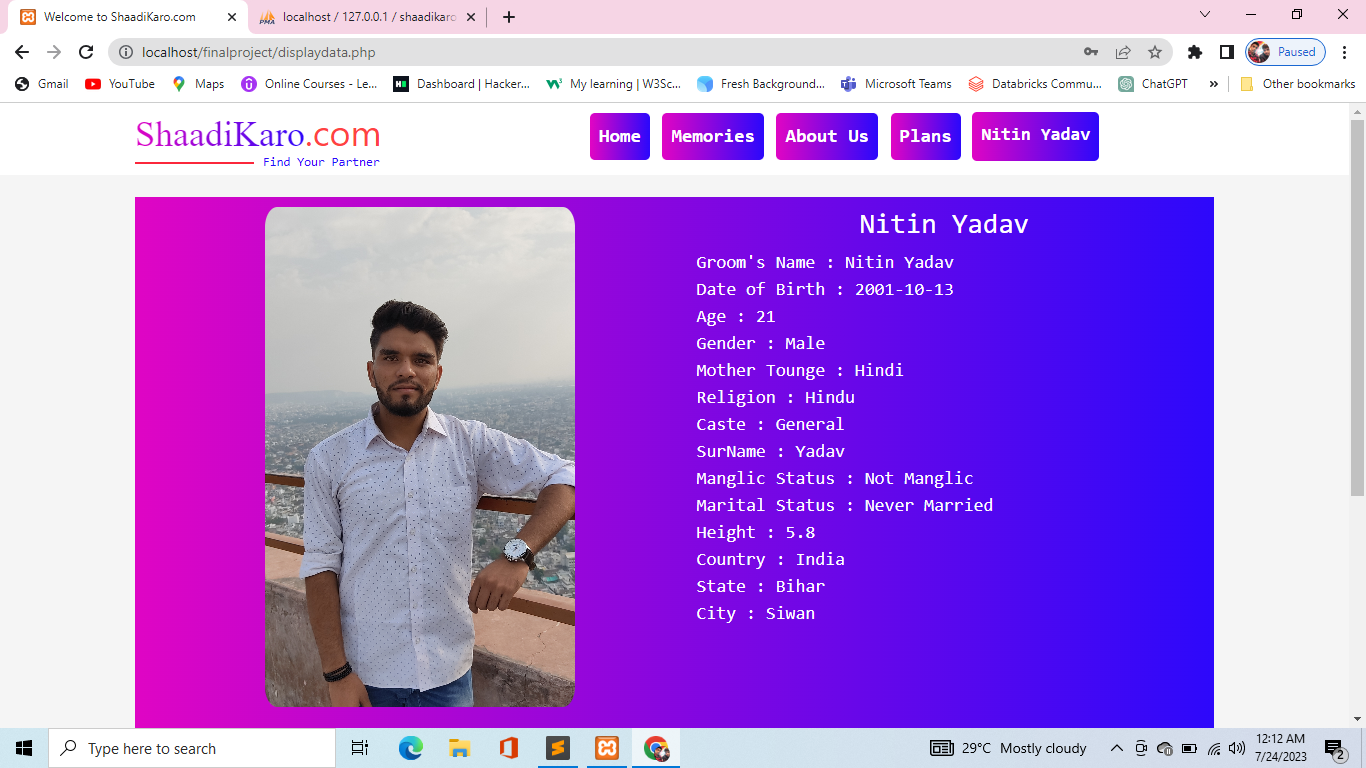 Welcome to ShaadiKaro.com
localhost / 127.0.0.1 / shaadikaro
localhost/finalproject/displaydata.php
Paused
Gmail
YouTube
Maps
Online Courses - Le...
Dashboard | Hacker...
My learning | W3Sc...
Fresh Background...
Microsoft Teams
Databricks Commu...
ChatGPT
Other bookmarks
ShaadiKaro.com
Find Your Partner
Home
Memories
About Us
Plans
Nitin Yadav
Nitin Yadav
Groom's Name : Nitin Yadav
Date of Birth : 2001-10-13
Age : 21
Gender : Male
Mother Tounge : Hindi
Religion : Hindu
Caste : General
SurName : Yadav
Manglic Status : Not Manglic
Marital Status : Never Married
Height : 5.8
Country : India
State : Bihar
City : Siwan
Type here to search
29°C Mostly cloudy
12:12 AM
7/24/2023
2